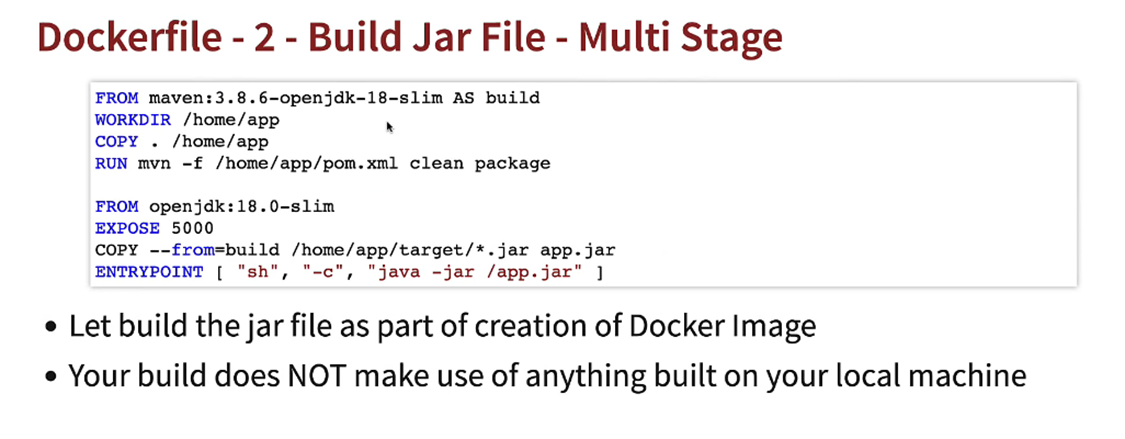 Dockerfile - 2 - Build Jar File - Multi Stage
FROM maven:3.8.6-openjdk-18-slim AS build
WORKDIR /home/app
COPY . /home/app
RUN mvn -f /home/app/pom.xml clean package
FROM openjdk:18.0-slim
EXPOSE 5000
COPY --from=build /home/app/target/*.jar app.jar
ENTRYPOINT [ "sh", "-c", "java -jar /app.jar" ]
• Let build the jar file as part of creation of Docker Image
• Your build does NOT make use of anything built on your local machine